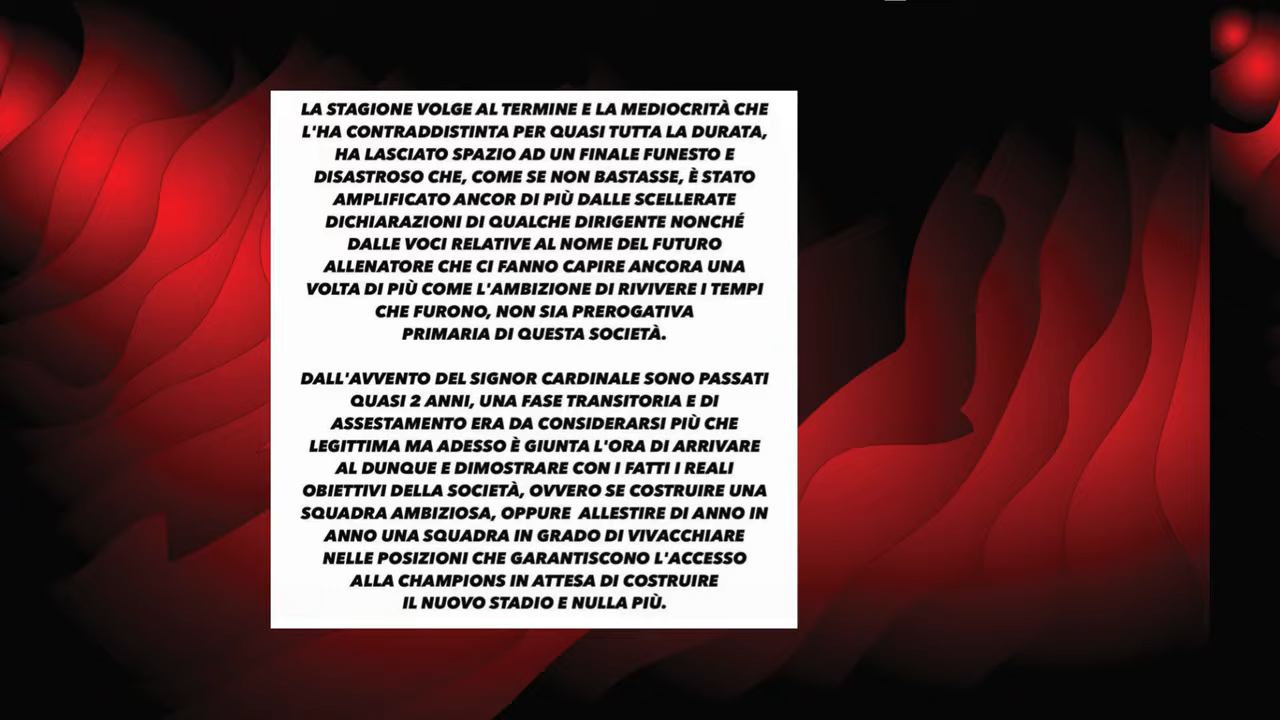 LA STAGIONE VOLGE AL TERMINE E LA MEDIOCRITÀ CHE
L'HA CONTRADDISTINTA PER QUASI TUTTA LA DURATA,
HA LASCIATO SPAZIO AD UN FINALE FUNESTO E
DISASTROSO CHE, COME SE NON BASTASSE, È STATO
AMPLIFICATO ANCOR DI PIÙ DALLE SCELLERATE
DICHIARAZIONI DI QUALCHE DIRIGENTE NONCHÉ
DALLE VOCI RELATIVE AL NOME DEL FUTURO
ALLENATORE CHE CI FANNO CAPIRE ANCORA UNA
VOLTA DI PIÙ COME L'AMBIZIONE DI RIVIVERE I TEMPI
CHE FURONO, NON SIA PREROGATIVA
PRIMARIA DI QUESTA SOCIETÀ.
DALL'AVVENTO DEL SIGNOR CARDINALE SONO PASSATI
QUASI 2 ANNI, UNA FASE TRANSITORIA E DI
ASSESTAMENTO ERA DA CONSIDERARSI PIÙ CHE
LEGITTIMA MA ADESSO È GIUNTA L'ORA DI ARRIVARE
AL DUNQUE E DIMOSTRARE CON I FATTI I REALI
OBIETTIVI DELLA SOCIETÀ, OVVERO SE COSTRUIRE UNA
SQUADRA AMBIZIOSA, OPPURE ALLESTIRE DI ANNO IN
ANNO UNA SQUADRA IN GRADO DI VIVACCHIARE
NELLE POSIZIONI CHE GARANTISCONO L'ACCESSO
ALLA CHAMPIONS IN ATTESA DI COSTRUIRE
IL NUOVO STADIO E NULLA PIÙ.